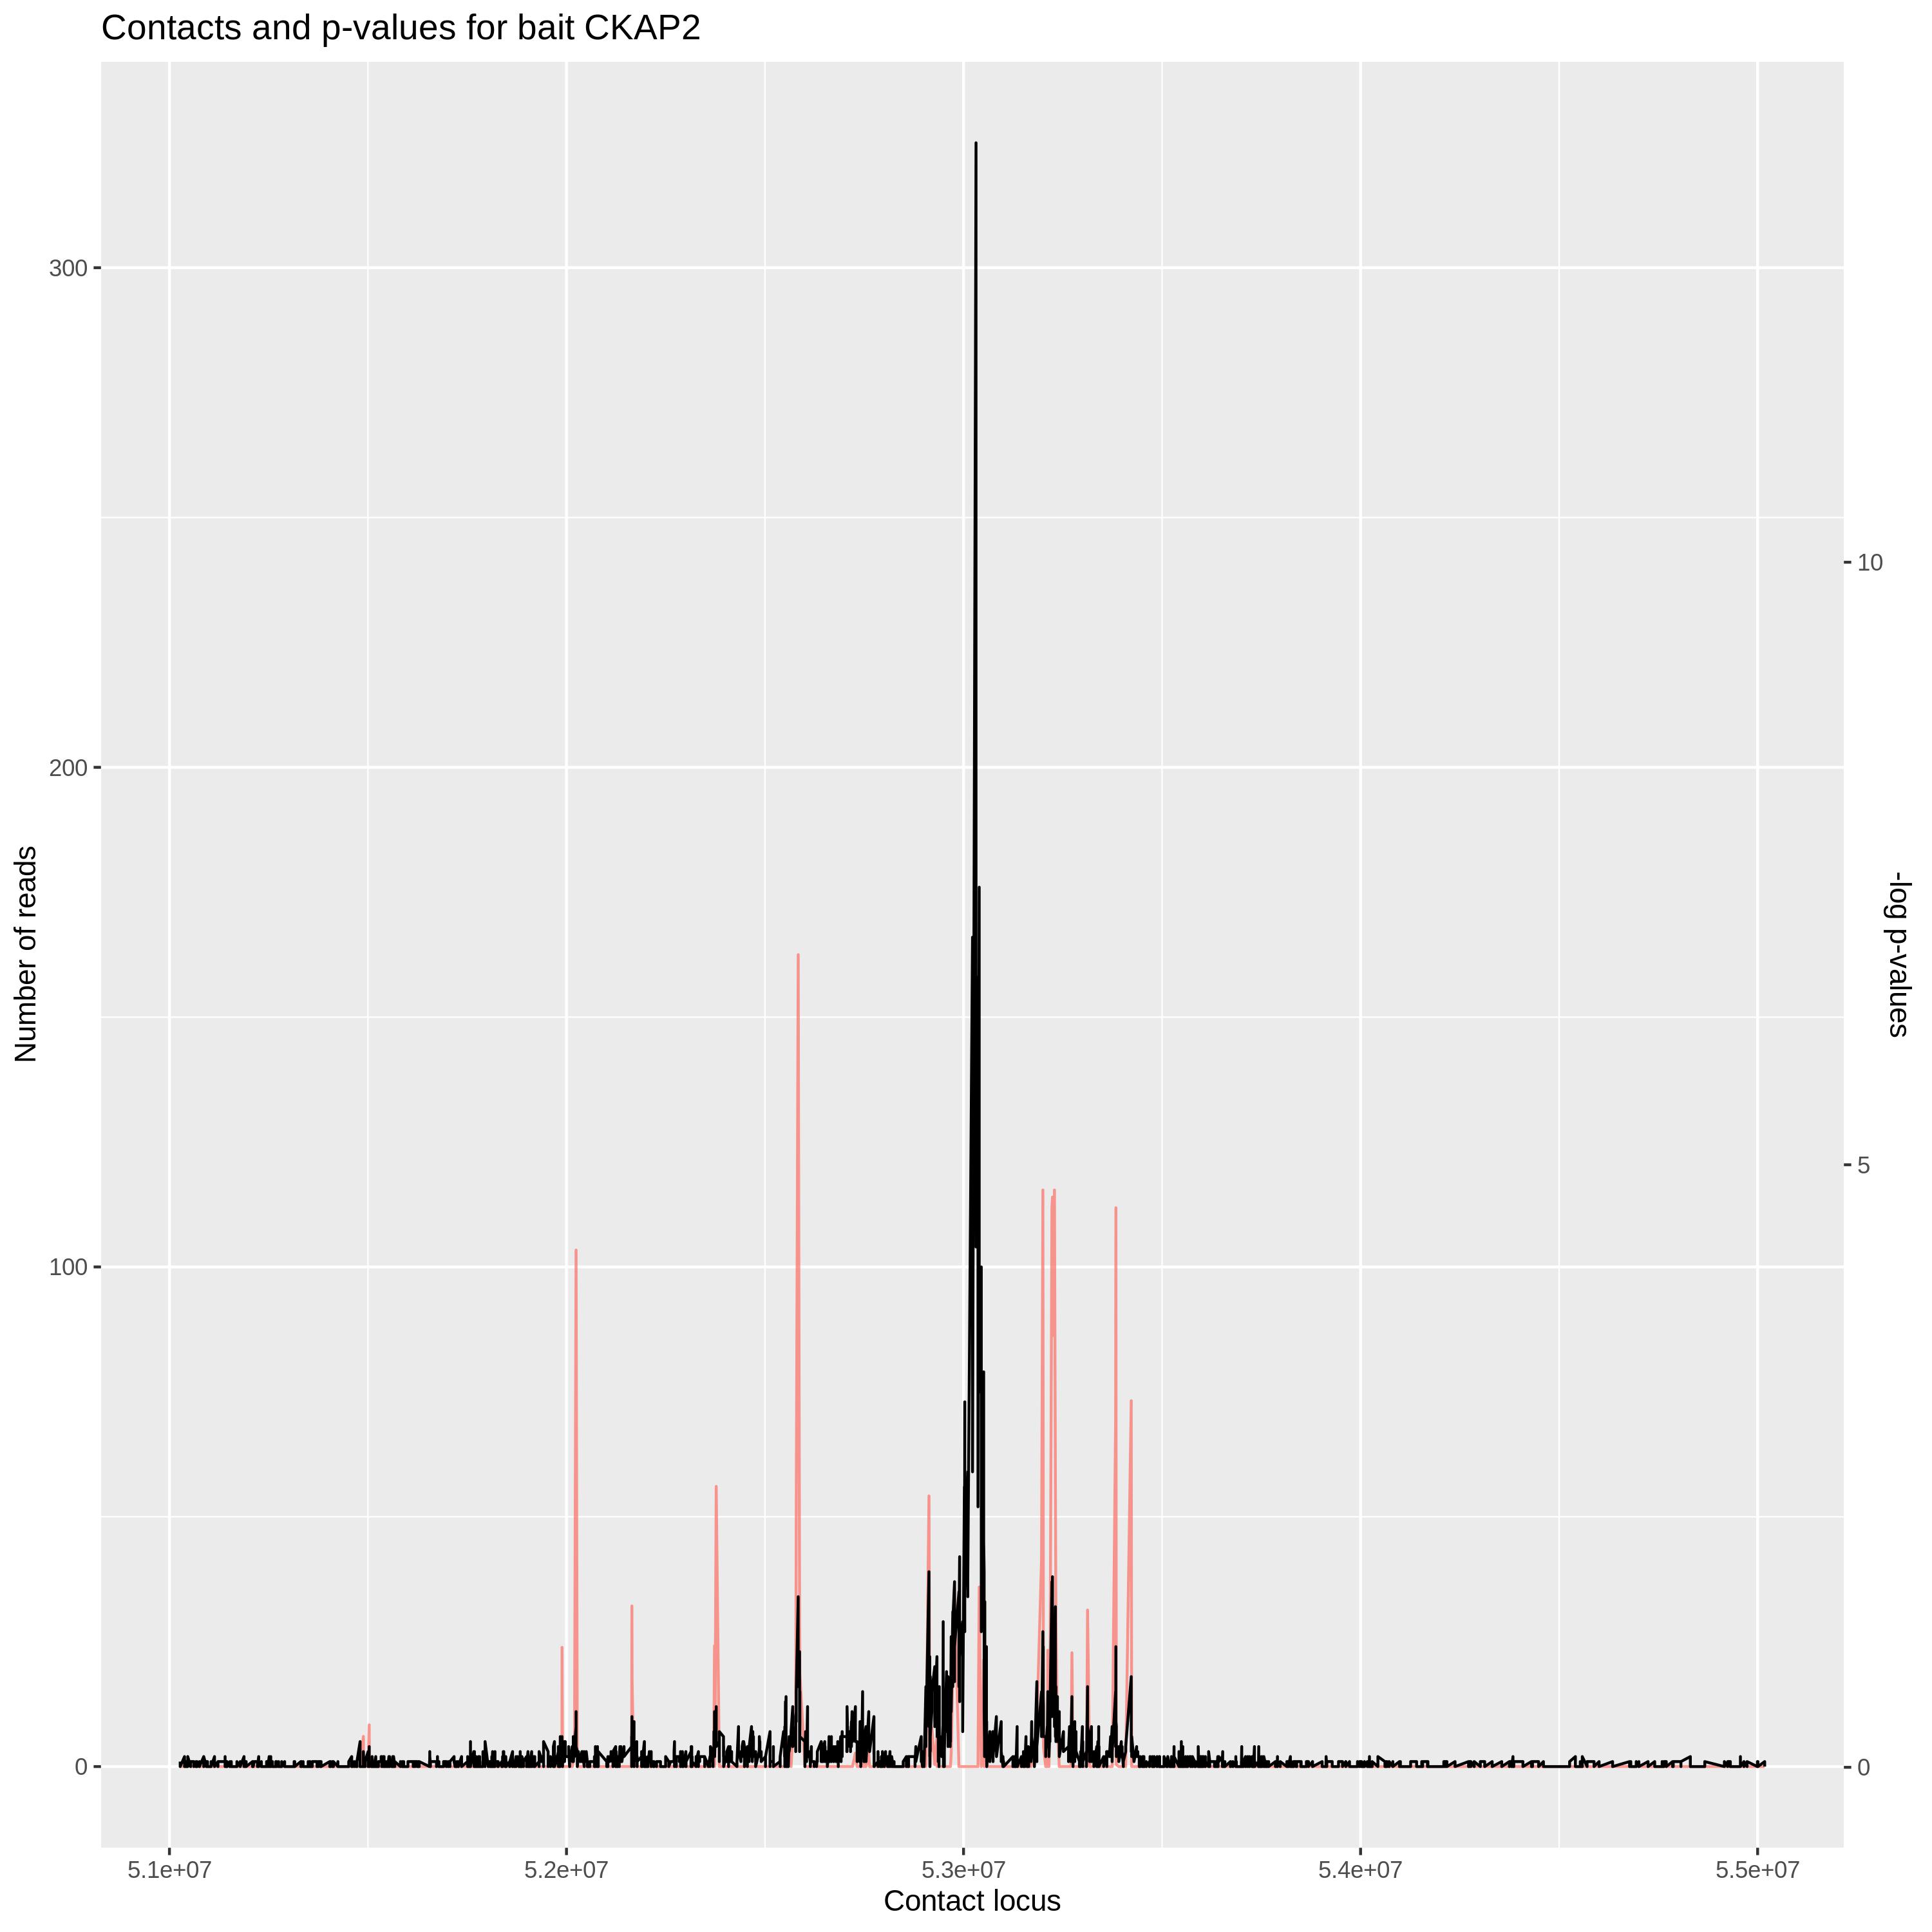 Contacts and p-values for bait CKAP2
300
200
100
0
Number of reads
10
5
0
-log p-values
5.1e+07
5.2e+07
5.3e+07
5.4e+07
5.5e+07
Contact locus